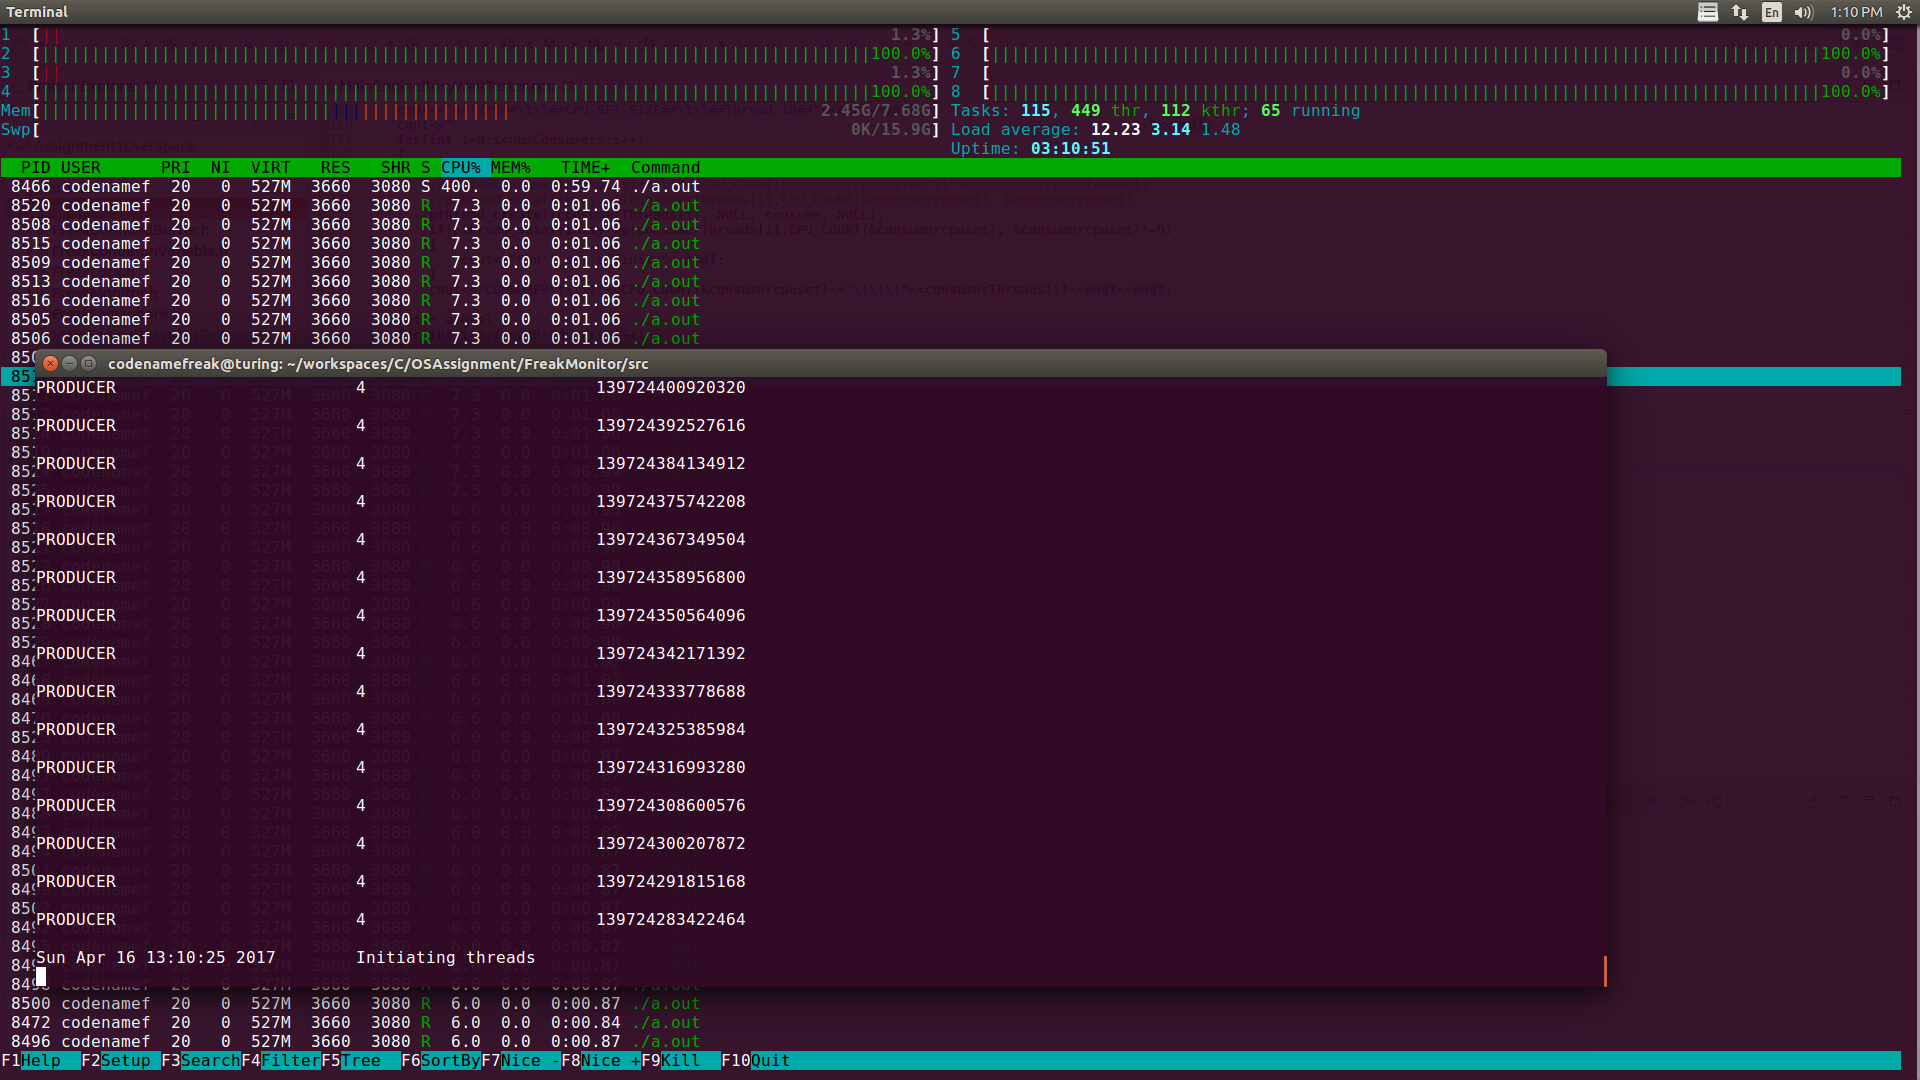 Terminal
En 1:10 PM
1 [|| 1.3%] 5 [ 0.0%]
2 [ 100.0%] 6 [ 100.0%]
3 [|| 1.3%] 7 [ 0.0%]
4 [ 100.0%] 8 [ 100.0%]
Mem[ 2.45G/7.68G] Tasks: 115, 449 thr, 112 kthr; 65 running
Swp[ 0K/15.9G] Load average: 12.23 3.14 1.48
Uptime: 03:10:51
PID USER PRI NI VIRT RES SHR S CPU% MEM% TIME+ Command
8466 codenamef 20 0 527M 3660 3080 S 400. 0.0 0:59.74 ./a.out
8520 codenamef 20 0 527M 3660 3080 R 7.3 0.0 0:01.06 ./a.out
8508 codenamef 20 0 527M 3660 3080 R 7.3 0.0 0:01.06 ./a.out
8515 codenamef 20 0 527M 3660 3080 R 7.3 0.0 0:01.06 ./a.out
8509 codenamef 20 0 527M 3660 3080 R 7.3 0.0 0:01.06 ./a.out
8513 codenamef 20 0 527M 3660 3080 R 7.3 0.0 0:01.06 ./a.out
8516 codenamef 20 0 527M 3660 3080 R 7.3 0.0 0:01.06 ./a.out
8505 codenamef 20 0 527M 3660 3080 R 7.3 0.0 0:01.06 ./a.out
8506 codenamef 20 0 527M 3660 3080 R 7.3 0.0 0:01.06 ./a.out
codenamefreak@turing: ~/workspaces/C/OSAssignment/FreakMonitor/src
PRODUCER 4 139724400920320
PRODUCER 4 139724392527616
PRODUCER 4 139724384134912
PRODUCER 4 139724375742208
PRODUCER 4 139724367349504
PRODUCER 4 139724358956800
PRODUCER 4 139724350564096
PRODUCER 4 139724342171392
PRODUCER 4 139724333778688
PRODUCER 4 139724325385984
PRODUCER 4 139724316993280
PRODUCER 4 139724308600576
PRODUCER 4 139724300207872
PRODUCER 4 139724291815168
PRODUCER 4 139724283422464
Sun Apr 16 13:10:25 2017 Initiating threads
8500 codenamef 20 0 527M 3660 3080 R 6.0 0.0 0:00.87 ./a.out
8472 codenamef 20 0 527M 3660 3080 R 6.0 0.0 0:00.84 ./a.out
8496 codenamef 20 0 527M 3660 3080 R 6.0 0.0 0:00.87 ./a.out
F1Help F2Setup F3SearchF4FilterF5Tree F6SortByF7Nice -F8Nice +F9Kill F10Quit